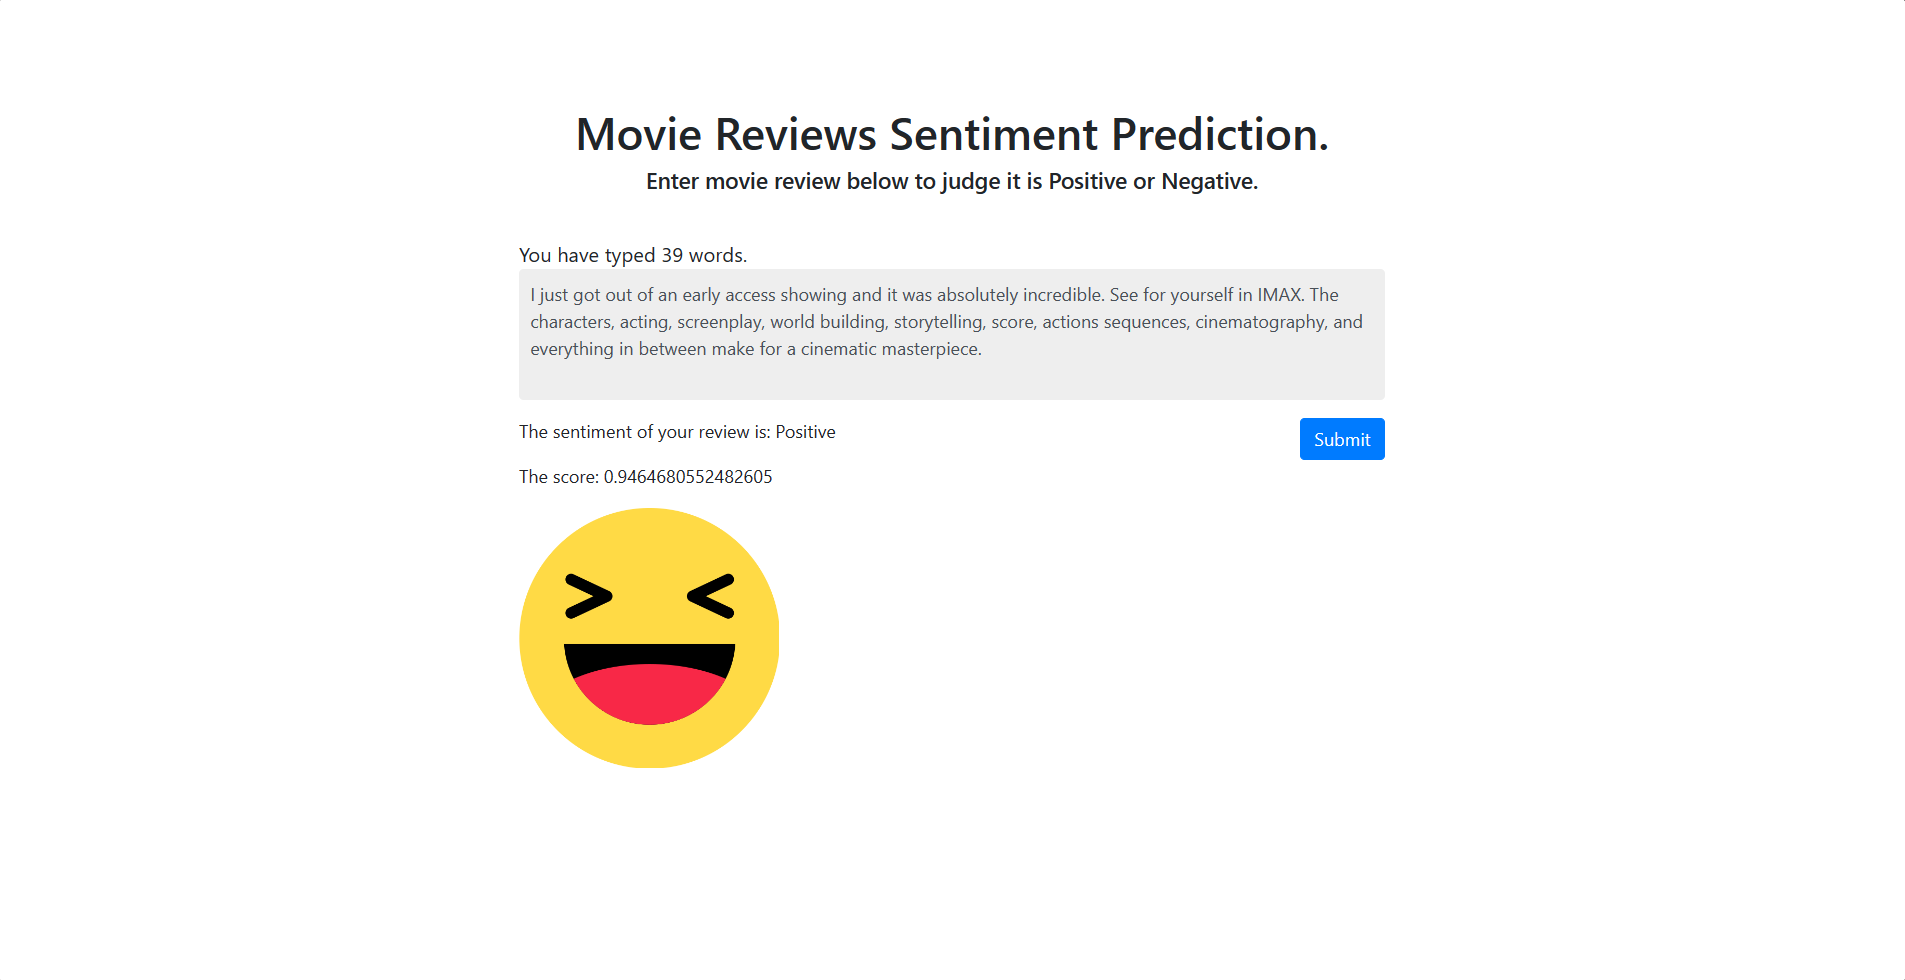 Movie Reviews Sentiment Prediction.
Enter movie review below to judge it is Positive or Negative.
You have typed 39 words.
I just got out of an early access showing and it was absolutely incredible. See for yourself in IMAX. The
characters, acting, screenplay, world building, storytelling, score, actions sequences, cinematography, and
everything in between make for a cinematic masterpiece.
The sentiment of your review is: Positive
Submit
The score: 0.9464680552482605